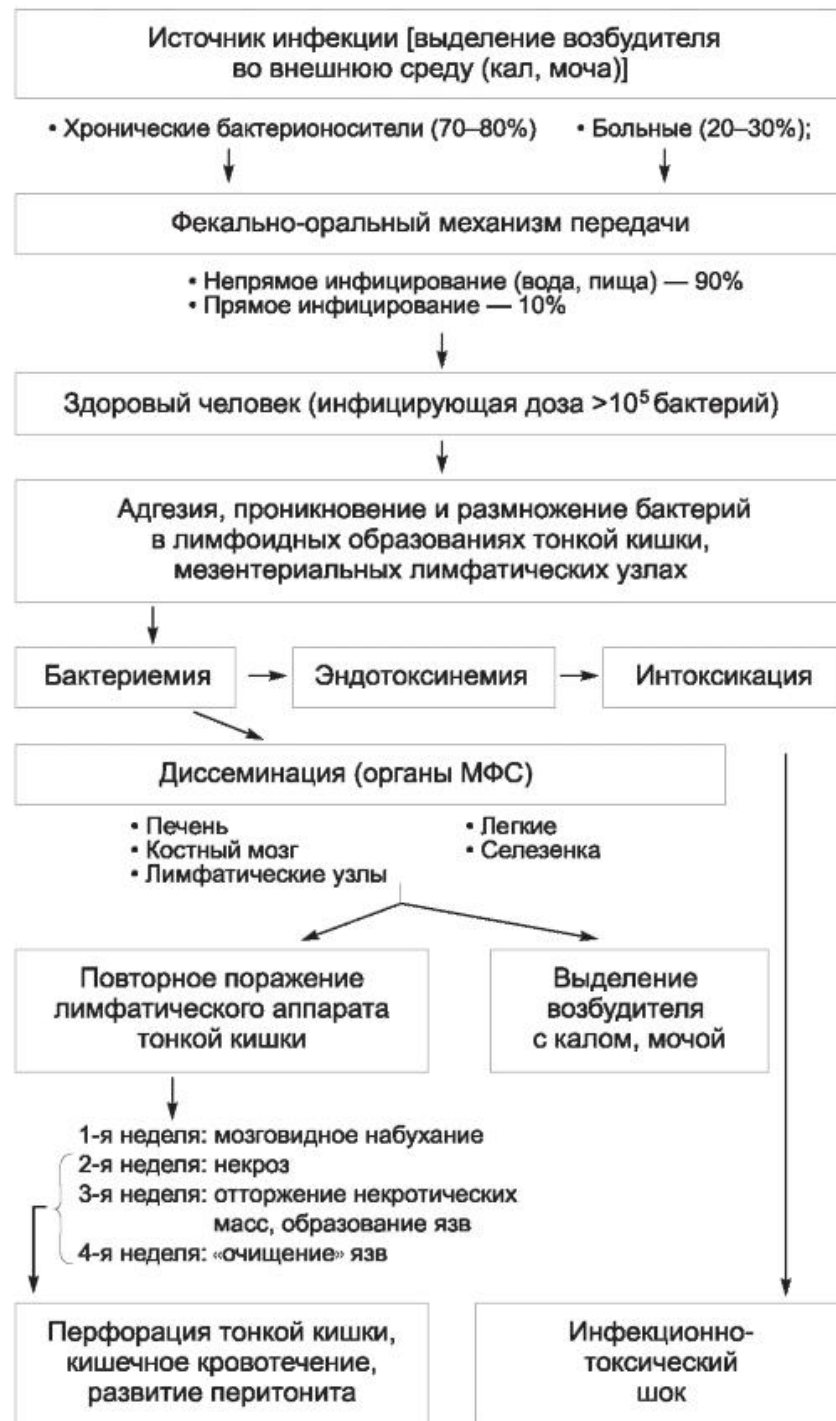 Источник инфекции [выделение возбудителя
во внешнюю среду (кал, моча)]
• Хронические бактерионосители (70–80%) • Больные (20–30%);
Фекально-оральный механизм передачи
• Непрямое инфицирование (вода, пища) — 90%
• Прямое инфицирование — 10%
Здоровый человек (инфицирующая доза >10⁵ бактерий)
Адгезия, проникновение и размножение бактерий
в лимфоидных образованиях тонкой кишки,
мезентериальных лимфатических узлах
Бактериемия Эндотоксинемия Интоксикация
Диссеминация (органы МФС)
• Печень • Легкие
• Костный мозг • Селезенка
• Лимфатические узлы
Повторное поражение
лимфатического аппарата
тонкой кишки
Выделение
возбудителя
с калом, мочой
1-я неделя: мозговидное набухание
2-я неделя: некроз
3-я неделя: отторжение некротических
масс, образование язв
4-я неделя: «очищение» язв
Перфорация тонкой кишки,
кишечное кровотечение,
развитие перитонита
Инфекционно-
токсический
шок